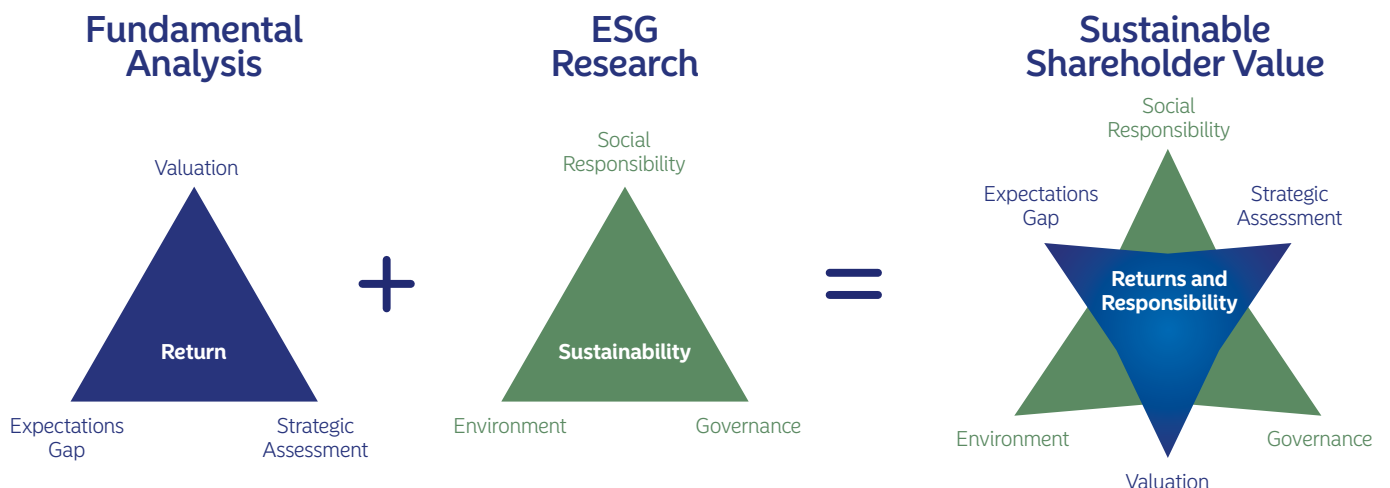 Fundamental
Analysis
Valuation
Return
Expectations
Gap
Strategic
Assessment
+
ESG
Research
Social
Responsibility
Sustainability
Environment
Governance
=
Sustainable
Shareholder Value
Social
Responsibility
Expectations
Gap
Strategic
Assessment
Returns and
Responsibility
Environment
Governance
Valuation